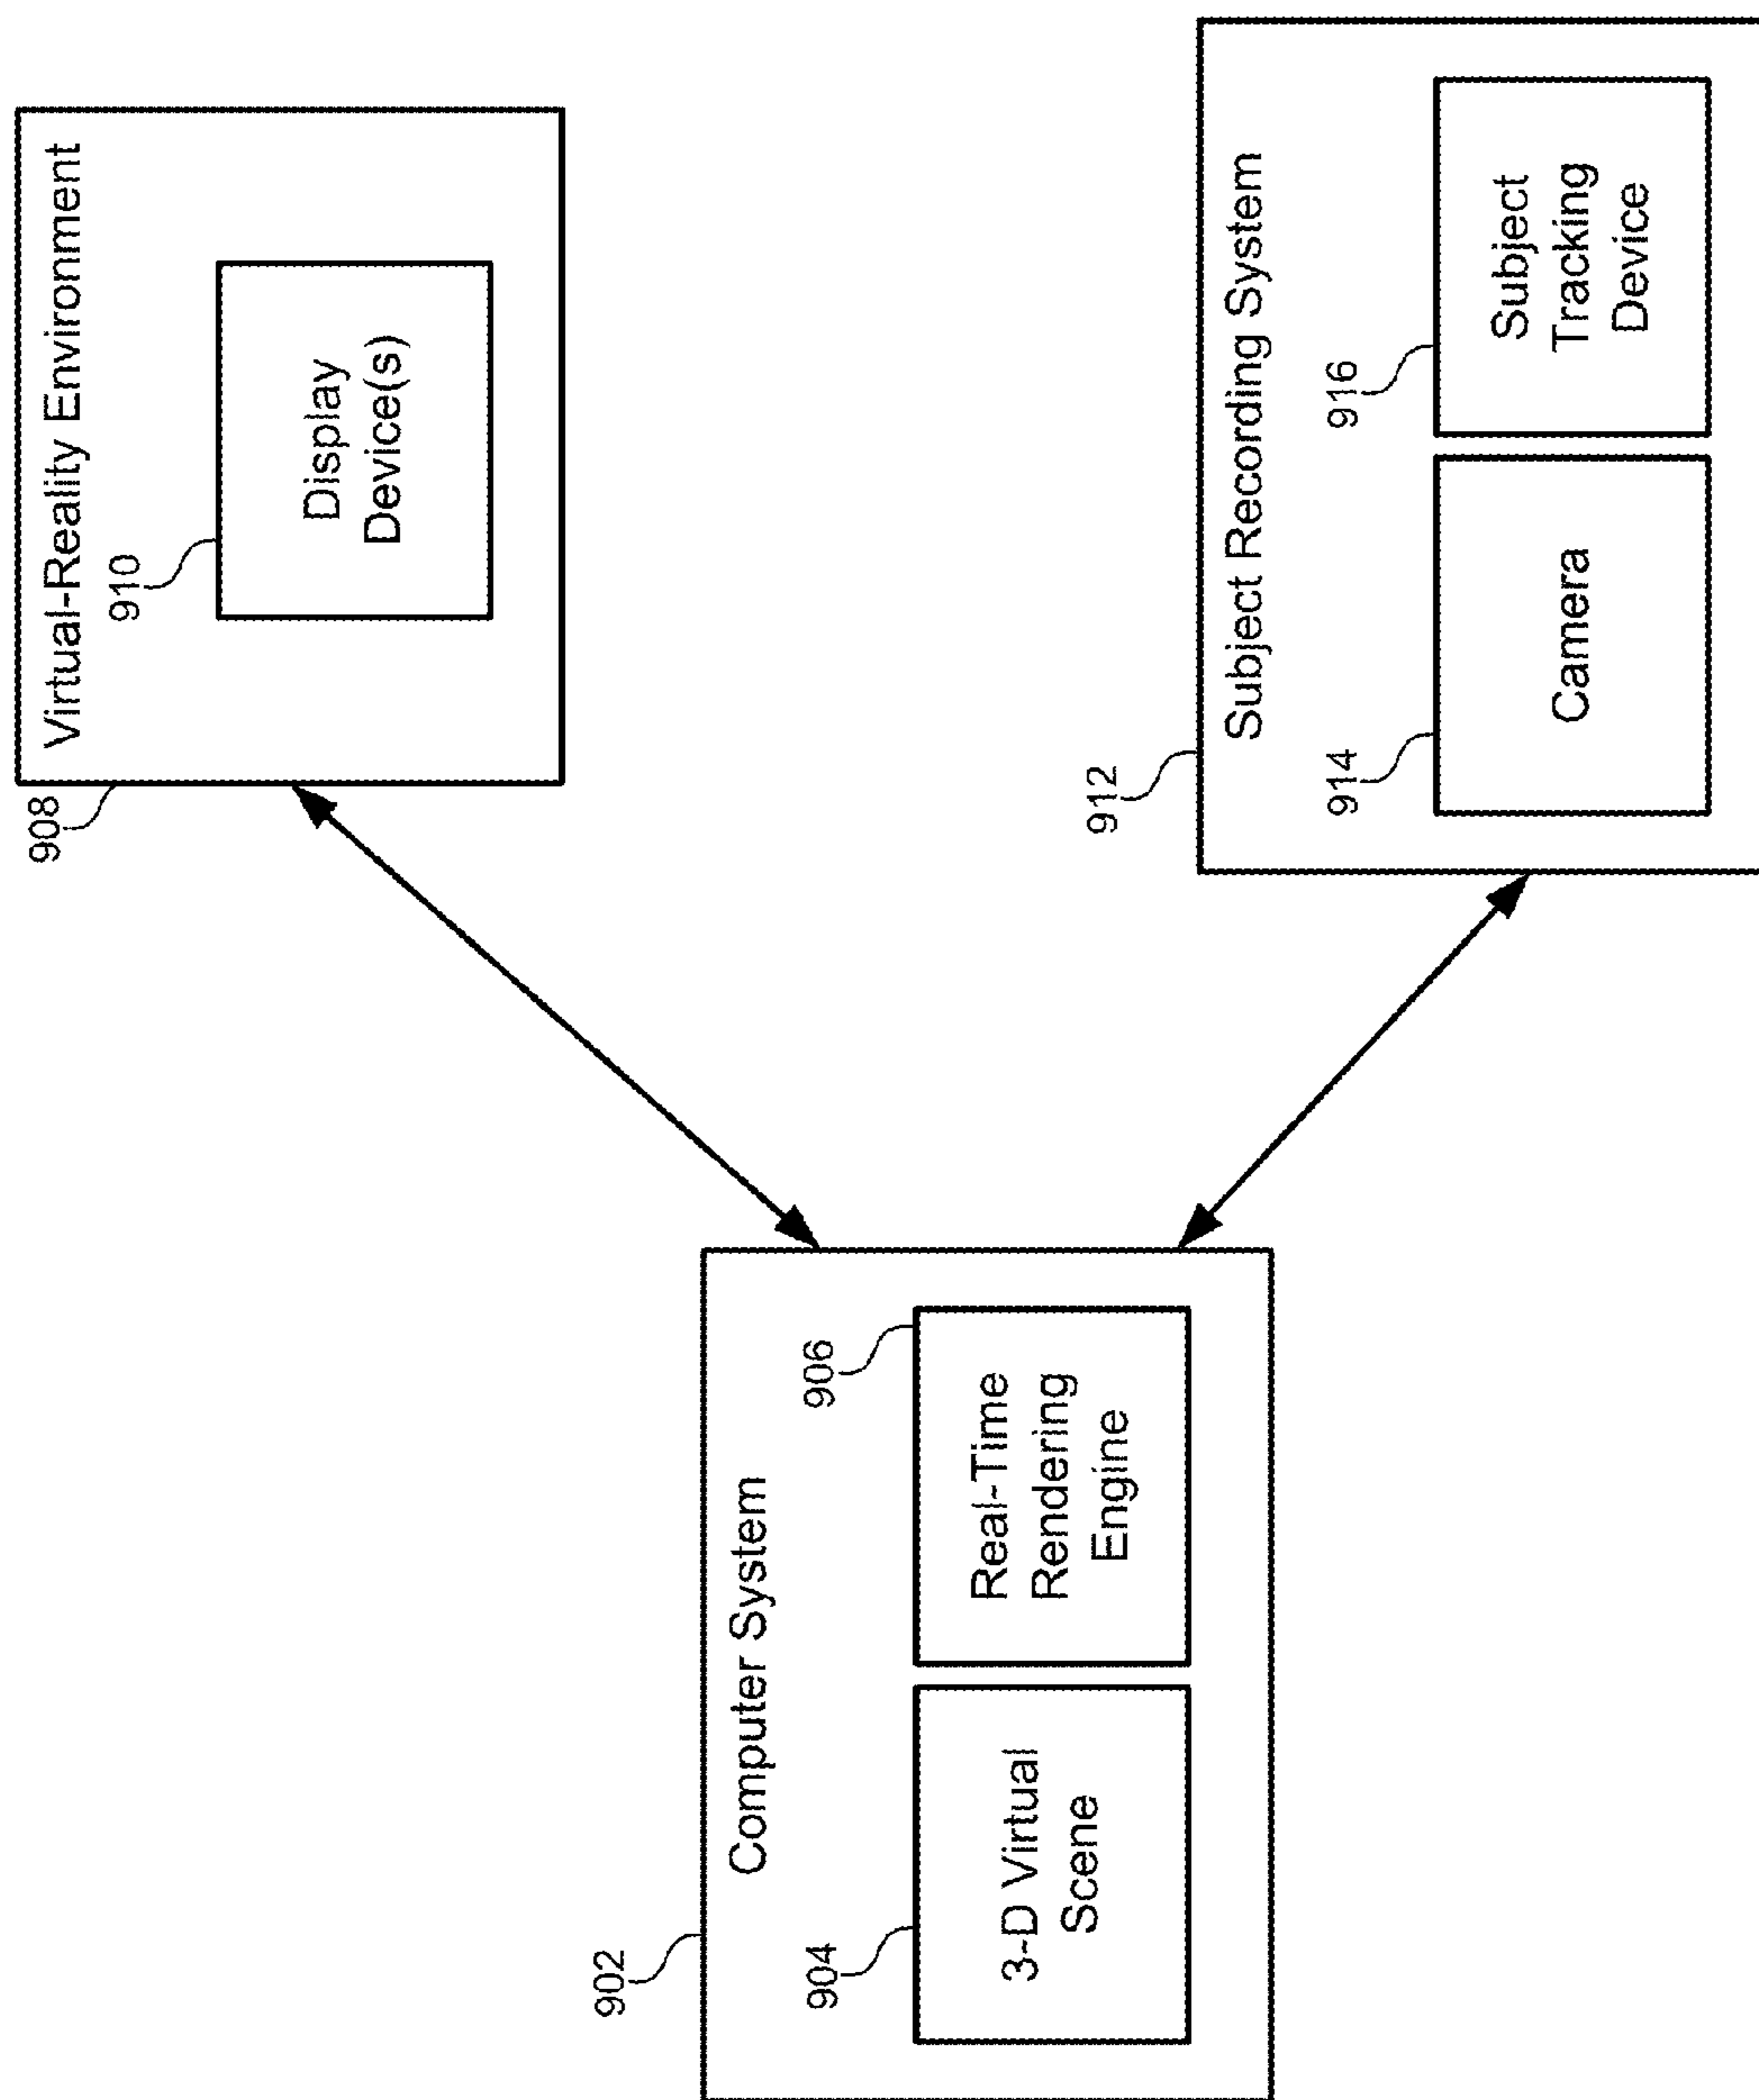 902
Computer System
904
3-D Virtual
Scene
906
Real-Time
Rendering
Engine
908
Virtual-Reality Environment
910
Display
Device(s)
912
Subject Recording System
914
Camera
916
Subject
Tracking
Device